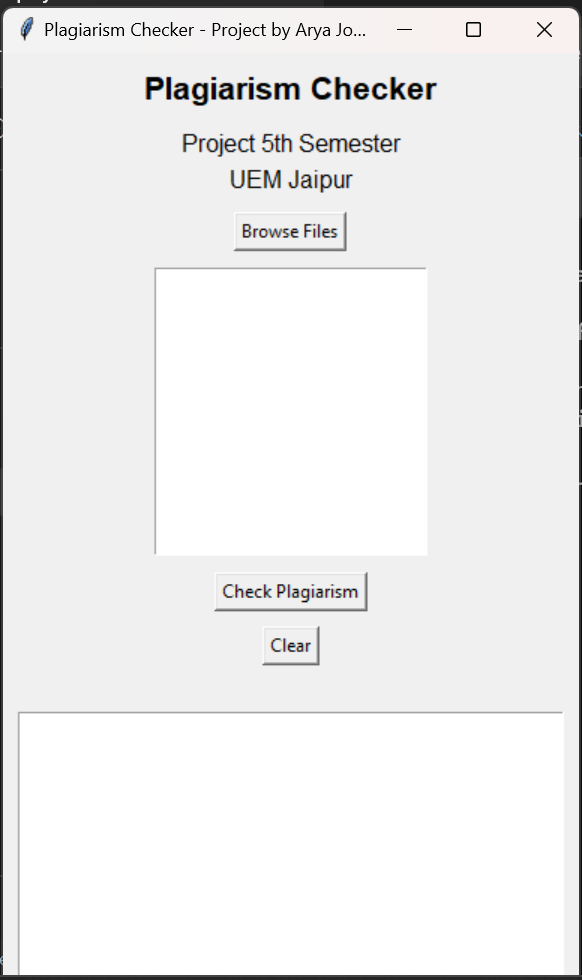 Plagiarism Checker - Project by Arya Jo...
Plagiarism Checker
Project 5th Semester
UEM Jaipur
Browse Files
Check Plagiarism
Clear